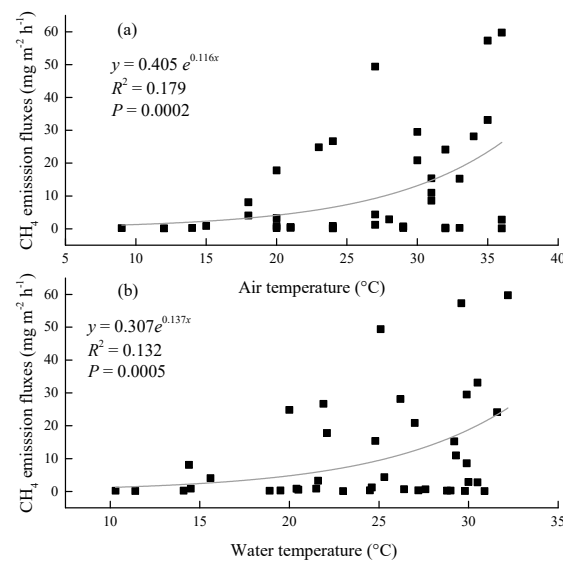 (a)
y = 0.405 e^0.116x
R² = 0.179
P = 0.0002
CH₄ emisssion fluxes (mg m⁻² h⁻¹)
60
50
40
30
20
10
0
5 10 15 20 25 30 35 40
Air temperature (°C)
(b)
y = 0.307e^0.137x
R² = 0.132
P = 0.0005
CH₄ emisssion fluxes (mg m⁻² h⁻¹)
60
50
40
30
20
10
0
10 15 20 25 30 35
Water temperature (°C)